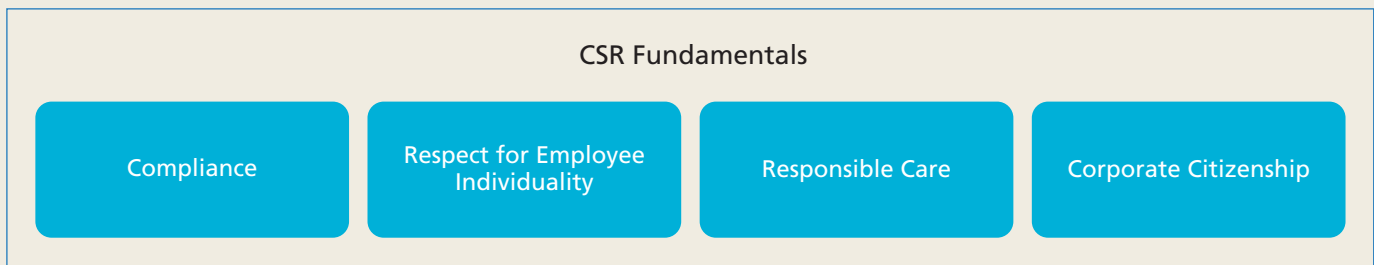 CSR Fundamentals
Compliance
Respect for Employee
Individuality
Responsible Care
Corporate Citizenship